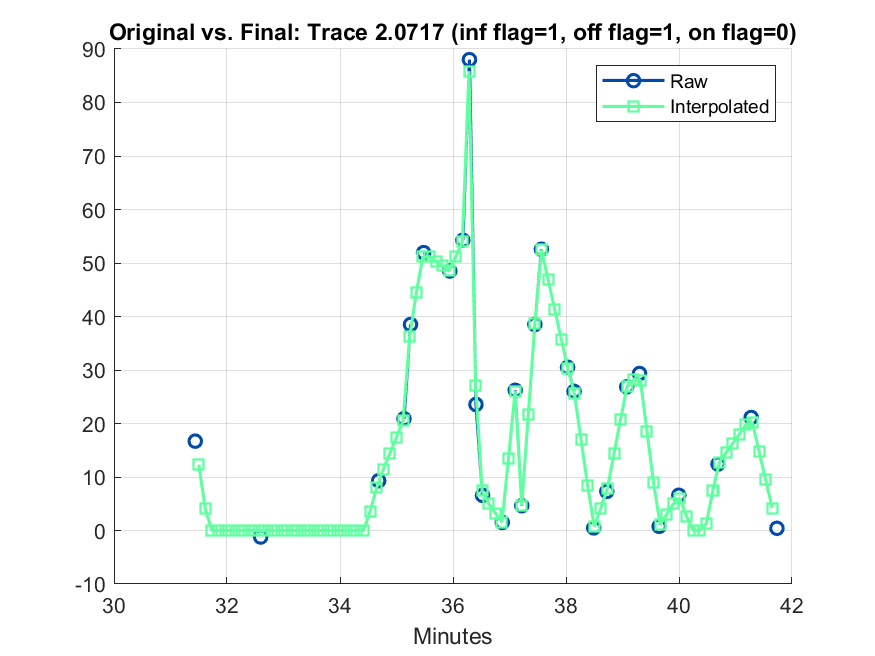 Original vs. Final: Trace 2.0717 (inf flag=1, off flag=1, on flag=0)
90
80
70
60
50
40
30
20
10
0
-10
Raw
Interpolated
30 32 34 36 38 40 42
Minutes